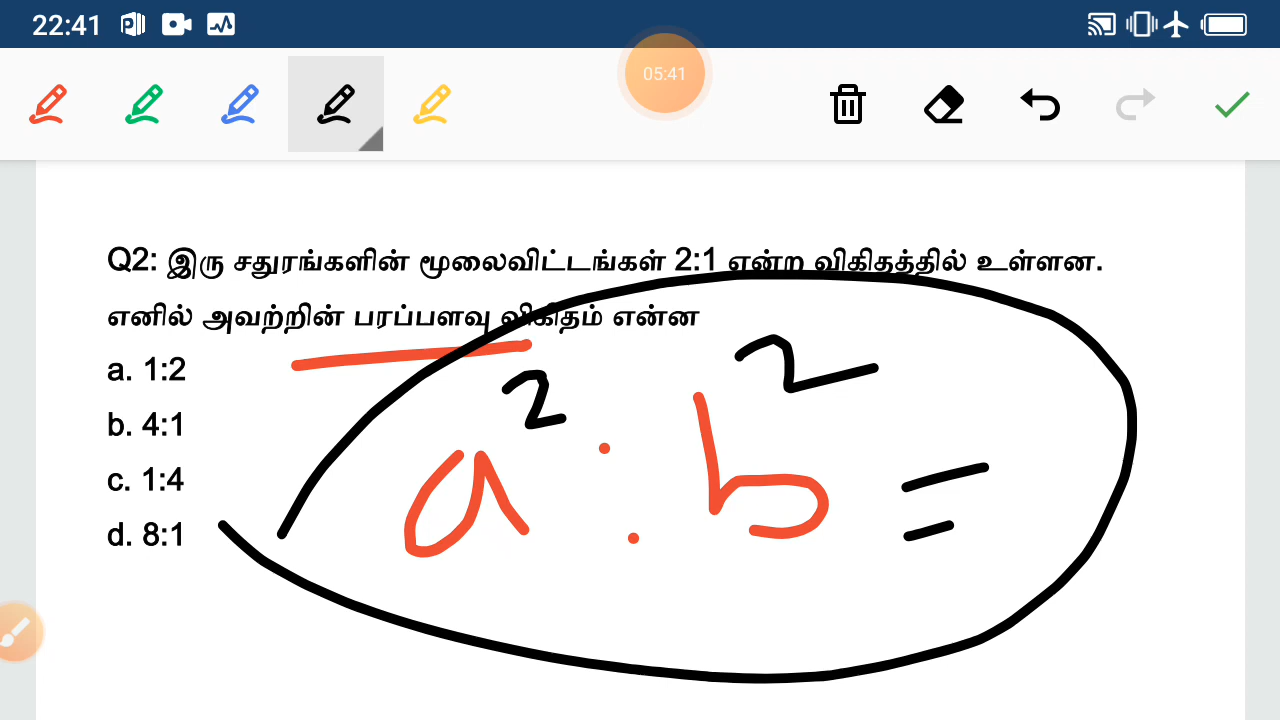 22:41
05:41
Q2: இரு சதுரங்களின் மூலைவிட்டங்கள் 2:1 என்ற விகிதத்தில் உள்ளன.
எனில் அவற்றின் பரப்பளவு விகிதம் என்ன
a. 1:2
b. 4:1
c. 1:4
d. 8:1
a² : b² =